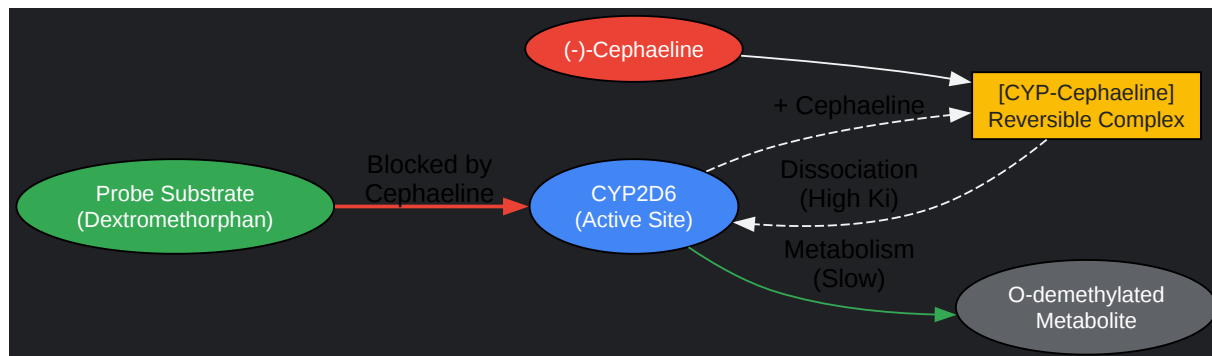 (-)-Cephaeline
[CYP-Cephaeline]
Reversible Complex
+ Cephaeline
Blocked by
Cephaeline
Probe Substrate
(Dextromethorphan)
CYP2D6
(Active Site)
Dissociation
(High Ki)
Metabolism
(Slow)
O-demethylated
Metabolite